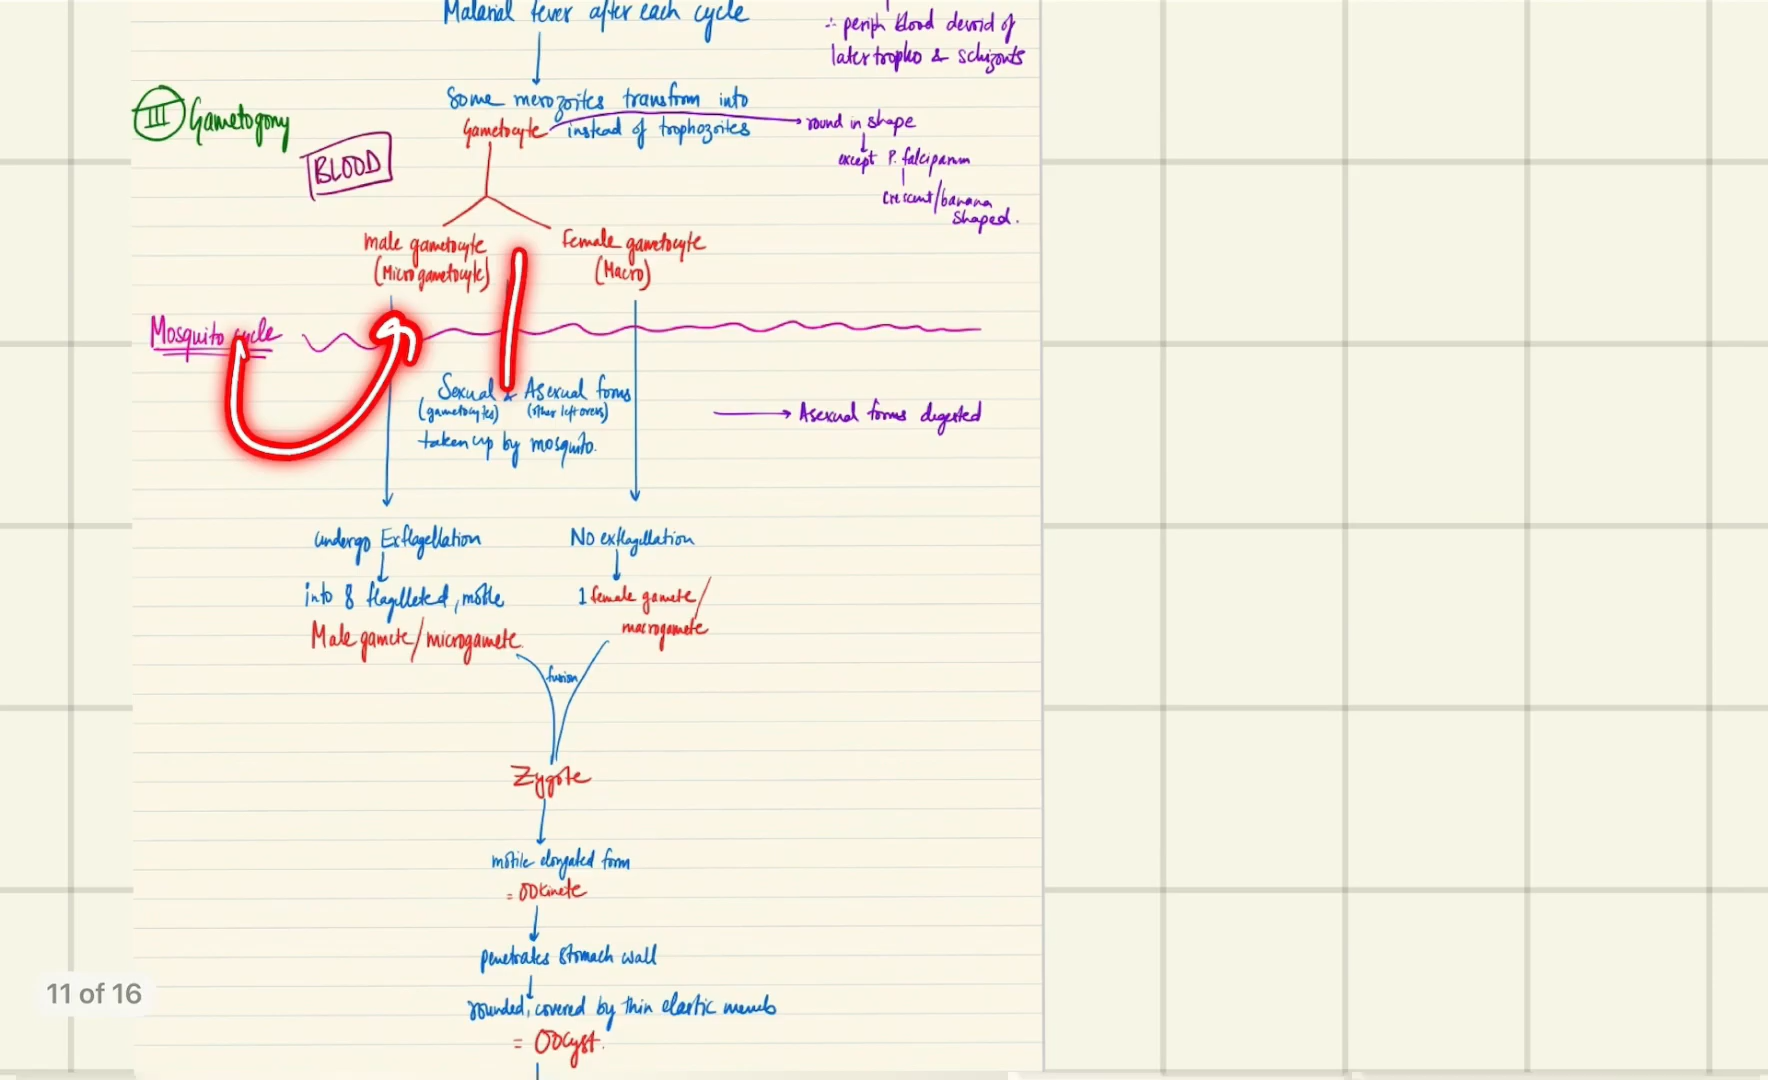 Malarial fever after each cycle
∴ periph blood devoid of
later tropho & schizonts
III Gametogony
BLOOD
Some merozoites transform into
Gametocyte instead of trophozoites
round in shape
except P. falciparum
crescent/banana
shaped.
male gametocyte
(Microgametocyte)
female gametocyte
(Macro)
Mosquito cycle
Sexual & Asexual forms
(gametocytes) (other left overs)
taken up by mosquito.
Asexual forms digested
undergo Exflagellation
No exflagellation
into 8 flagelleted, motile
Male gamete/microgamete.
1 female gamete/
macrogamete
fusion
Zygote
motile elongated form
= OOkinete
penetrates stomach wall
rounded, covered by thin elastic memb
= OOcyst.
11 of 16